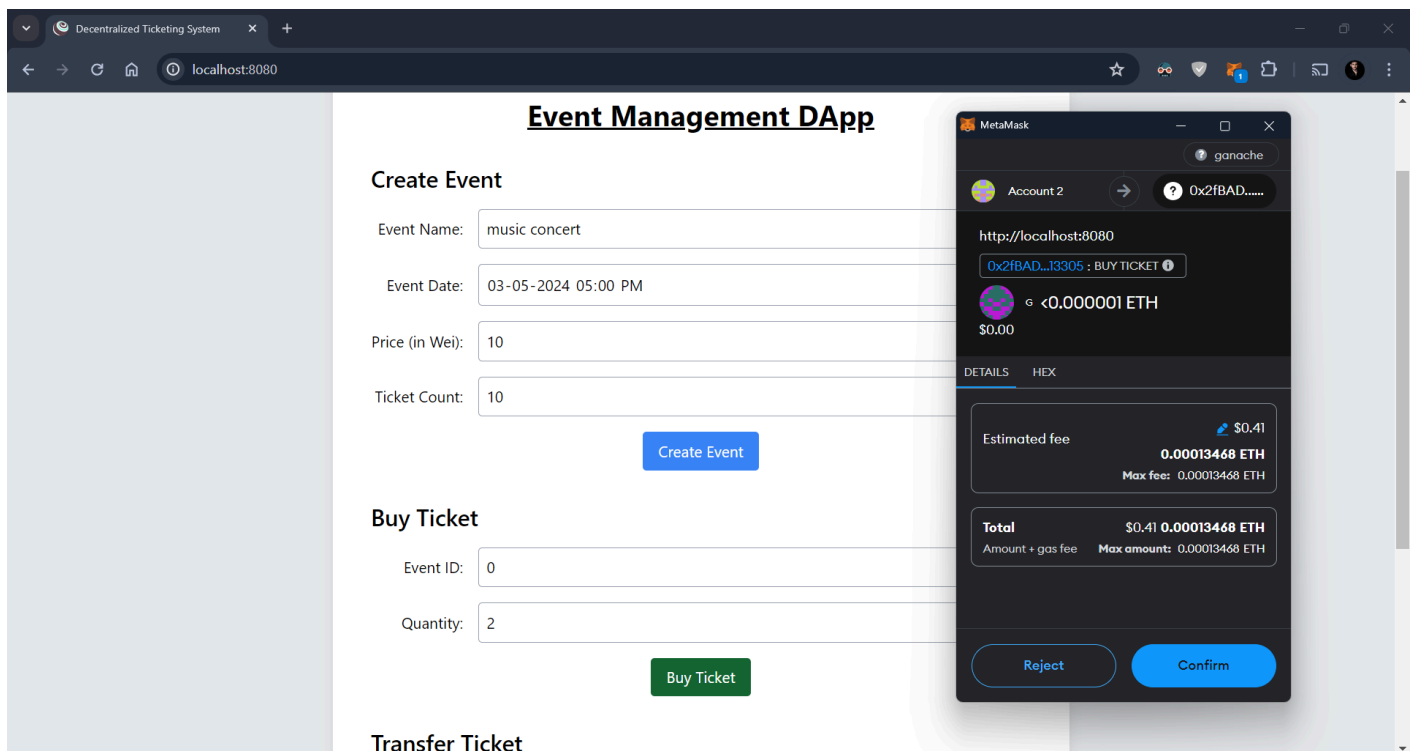 Decentralized Ticketing System
localhost:8080
Event Management DApp
Create Event
Event Name: music concert
Event Date: 03-05-2024 05:00 PM
Price (in Wei): 10
Ticket Count: 10
Create Event
Buy Ticket
Event ID: 0
Quantity: 2
Buy Ticket
Transfer Ticket
1
MetaMask
ganache
Account 2 0x2fBAD......
http://localhost:8080
0x2fBAD...13305 : BUY TICKET
G <0.000001 ETH
$0.00
DETAILS HEX
Estimated fee $0.41
0.00013468 ETH
Max fee: 0.00013468 ETH
Total $0.41 0.00013468 ETH
Amount + gas fee Max amount: 0.00013468 ETH
Reject Confirm